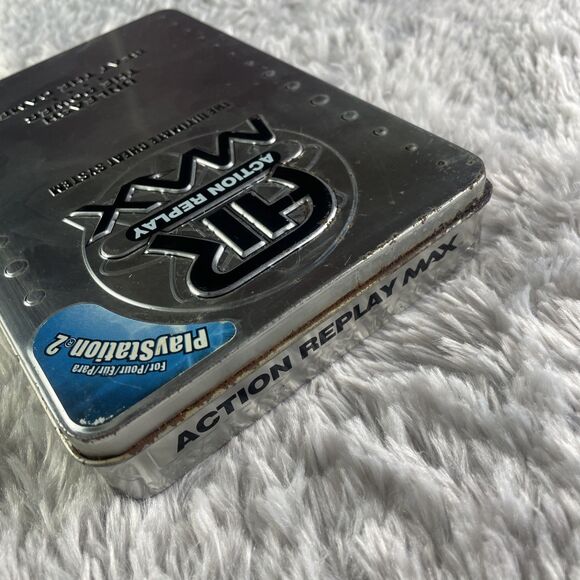 AR
ACTION REPLAY
MAX
THE ULTIMATE CHEAT SYSTEM
For/Pour/Für/Para
PlayStation®2
ACTION REPLAY MAX